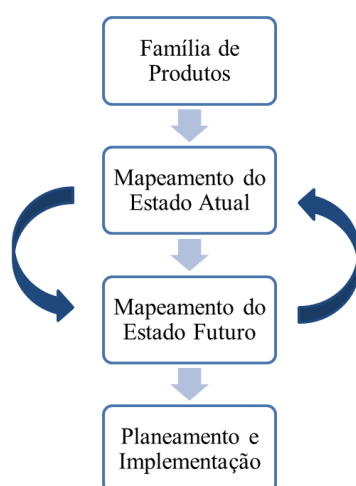 Família de
Produtos
Mapeamento do
Estado Atual
Mapeamento do
Estado Futuro
Planeamento e
Implementação